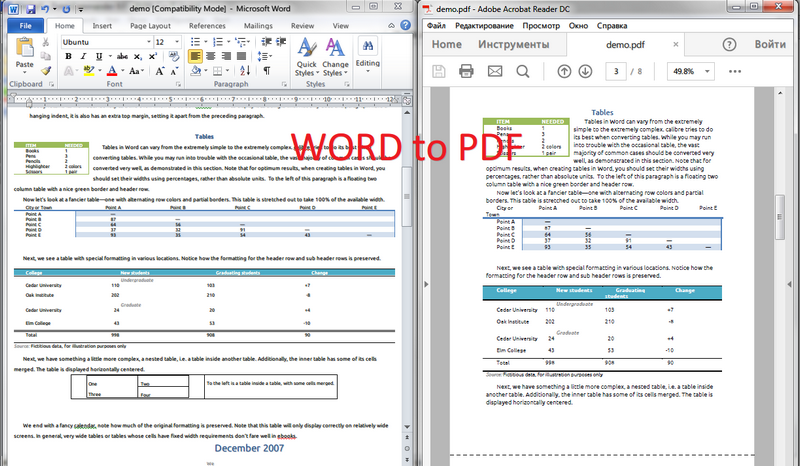 demo [Compatibility Mode] - Microsoft Word
File Home Insert Page Layout References Mailings Review View
Ubuntu 12
Paste
Quick Styles
Change Styles
Editing
Clipboard Font Paragraph Styles
hanging indent, it is also has an extra top margin, setting it apart from the preceding paragraph.
Tables
ITEM NEEDED
Books 1
Pens 3
Pencils 2
Highlighter 2 colors
Scissors 1 pair
Tables in Word can vary from the extremely simple to the extremely complex.
converting tables. While you may run into trouble with the occasional table, the
converted very well, as demonstrated in this section. Note that for optimum results, when creating tables in Word, you
should set their widths using percentages, rather than absolute units. To the left of this paragraph is a floating two
column table with a nice green border and header row.
Now let's look at a fancier table—one with alternating row colors and partial borders. This table is stretched out to take 100% of the available width.
City or Town Point A Point B Point C Point D Point E
Point A —
Point B 87 —
Point C 64 56 —
Point D 37 32 91 —
Point E 93 35 54 43 —
Next, we see a table with special formatting in various locations. Notice how the formatting for the header row and sub header rows is preserved.
College New students Graduating students Change
Undergraduate
Cedar University 110 103 +7
Oak Institute 202 210 -8
Graduate
Cedar University 24 20 +4
Elm College 43 53 -10
Total 998 908 90
Source: Fictitious data, for illustration purposes only
Next, we have something a little more complex, a nested table, i.e. a table inside another table. Additionally, the inner table has some of its cells
merged. The table is displayed horizontally centered.
One Two
Three Four
To the left is a table inside a table, with some cells merged.
We end with a fancy calendar, note how much of the original formatting is preserved. Note that this table will only display correctly on relatively wide
screens. In general, very wide tables or tables whose cells have fixed width requirements don't fare well in ebooks.
December 2007
WORD to PDF
demo.pdf - Adobe Acrobat Reader DC
Файл Редактирование Просмотр Окно Справка
Home Инструменты demo.pdf × Войти
3 / 8 49.8%
Tables
ITEM NEEDED
Books 1
Pens
2
2 colors
Scissors 1 pair
Tables in Word can vary from the extremely
simple to the extremely complex, calibre tries to do
its best when converting tables. While you may run
into trouble with the occasional table, the vast
majority of common cases should be converted very
well, as demonstrated in this section. Note that for
optimum results, when creating tables in Word, you should set their widths using
percentages, rather than absolute units. To the left of this paragraph is a floating two
column table with a nice green border and header row.
Now let's look at a fancier table—one with alternating row colors and partial
borders. This table is stretched out to take 100% of the available width.
City or Town Point A Point B Point C Point D Point E
Point A —
Point B 87 —
Point C 64 56 —
Point D 37 32 91 —
Point E 93 35 54 43 —
Next, we see a table with special formatting in various locations. Notice how the
formatting for the header row and sub header rows is preserved.
College New students Graduating students Change
Undergraduate
Cedar University 110 103 +7
Oak Institute 202 210 -8
Graduate
Cedar University 24 20 +4
Elm College 43 53 -10
Total 998 908 90
Source: Fictitious data, for illustration purposes only
Next, we have something a little more complex, a nested table, i.e. a table inside
another table. Additionally, the inner table has some of its cells merged. The table is
displayed horizontally centered.